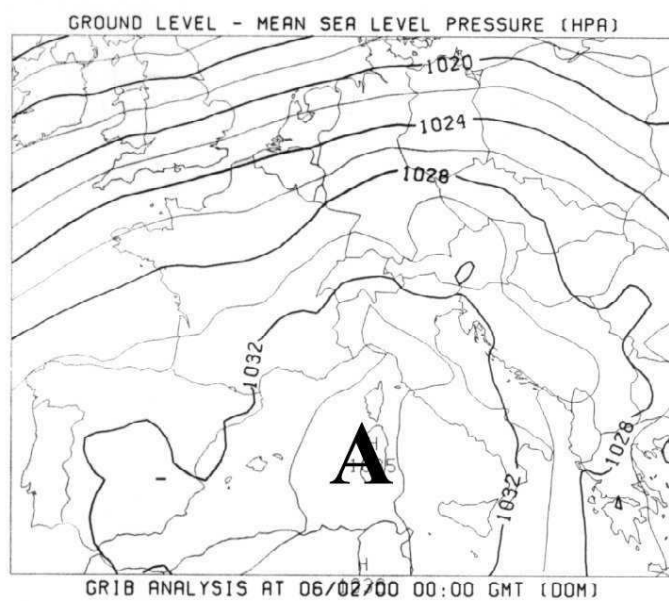 GROUND LEVEL - MEAN SEA LEVEL PRESSURE (HPA)
1020
1024
1028
1032
A
H
1028
1032
H
GRIB ANALYSIS AT 06/02/00 00:00 GMT (DOM)